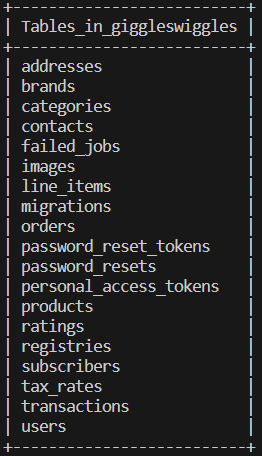 +-------------------------+
| Tables_in_giggleswiggles |
+-------------------------+
| addresses |
| brands |
| categories |
| contacts |
| failed_jobs |
| images |
| line_items |
| migrations |
| orders |
| password_reset_tokens |
| password_resets |
| personal_access_tokens |
| products |
| ratings |
| registries |
| subscribers |
| tax_rates |
| transactions |
| users |
+-------------------------+